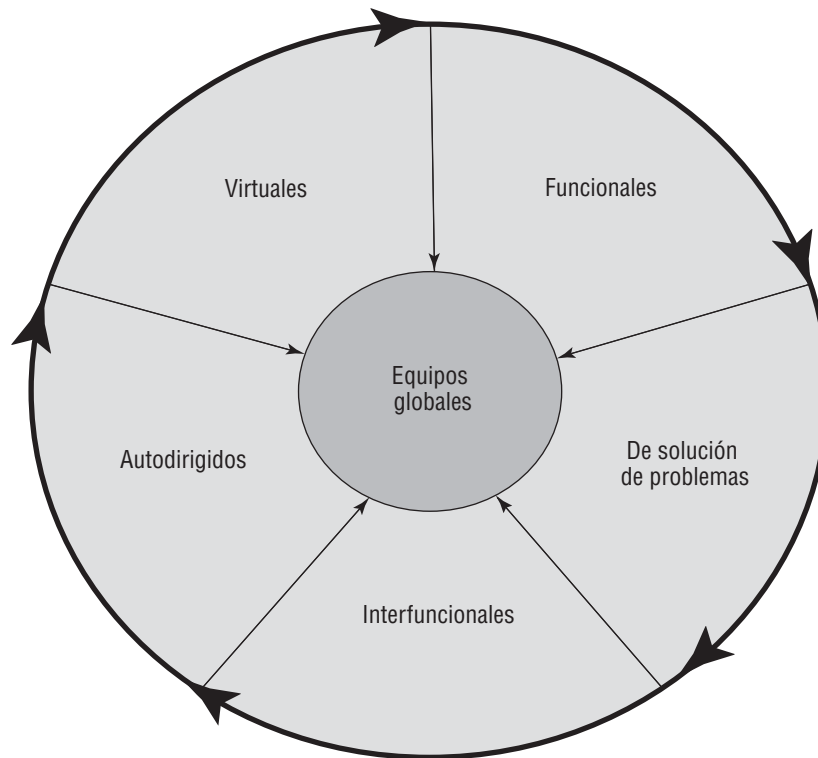 Virtuales
Funcionales
Equipos
globales
Autodirigidos
De solución
de problemas
Interfuncionales